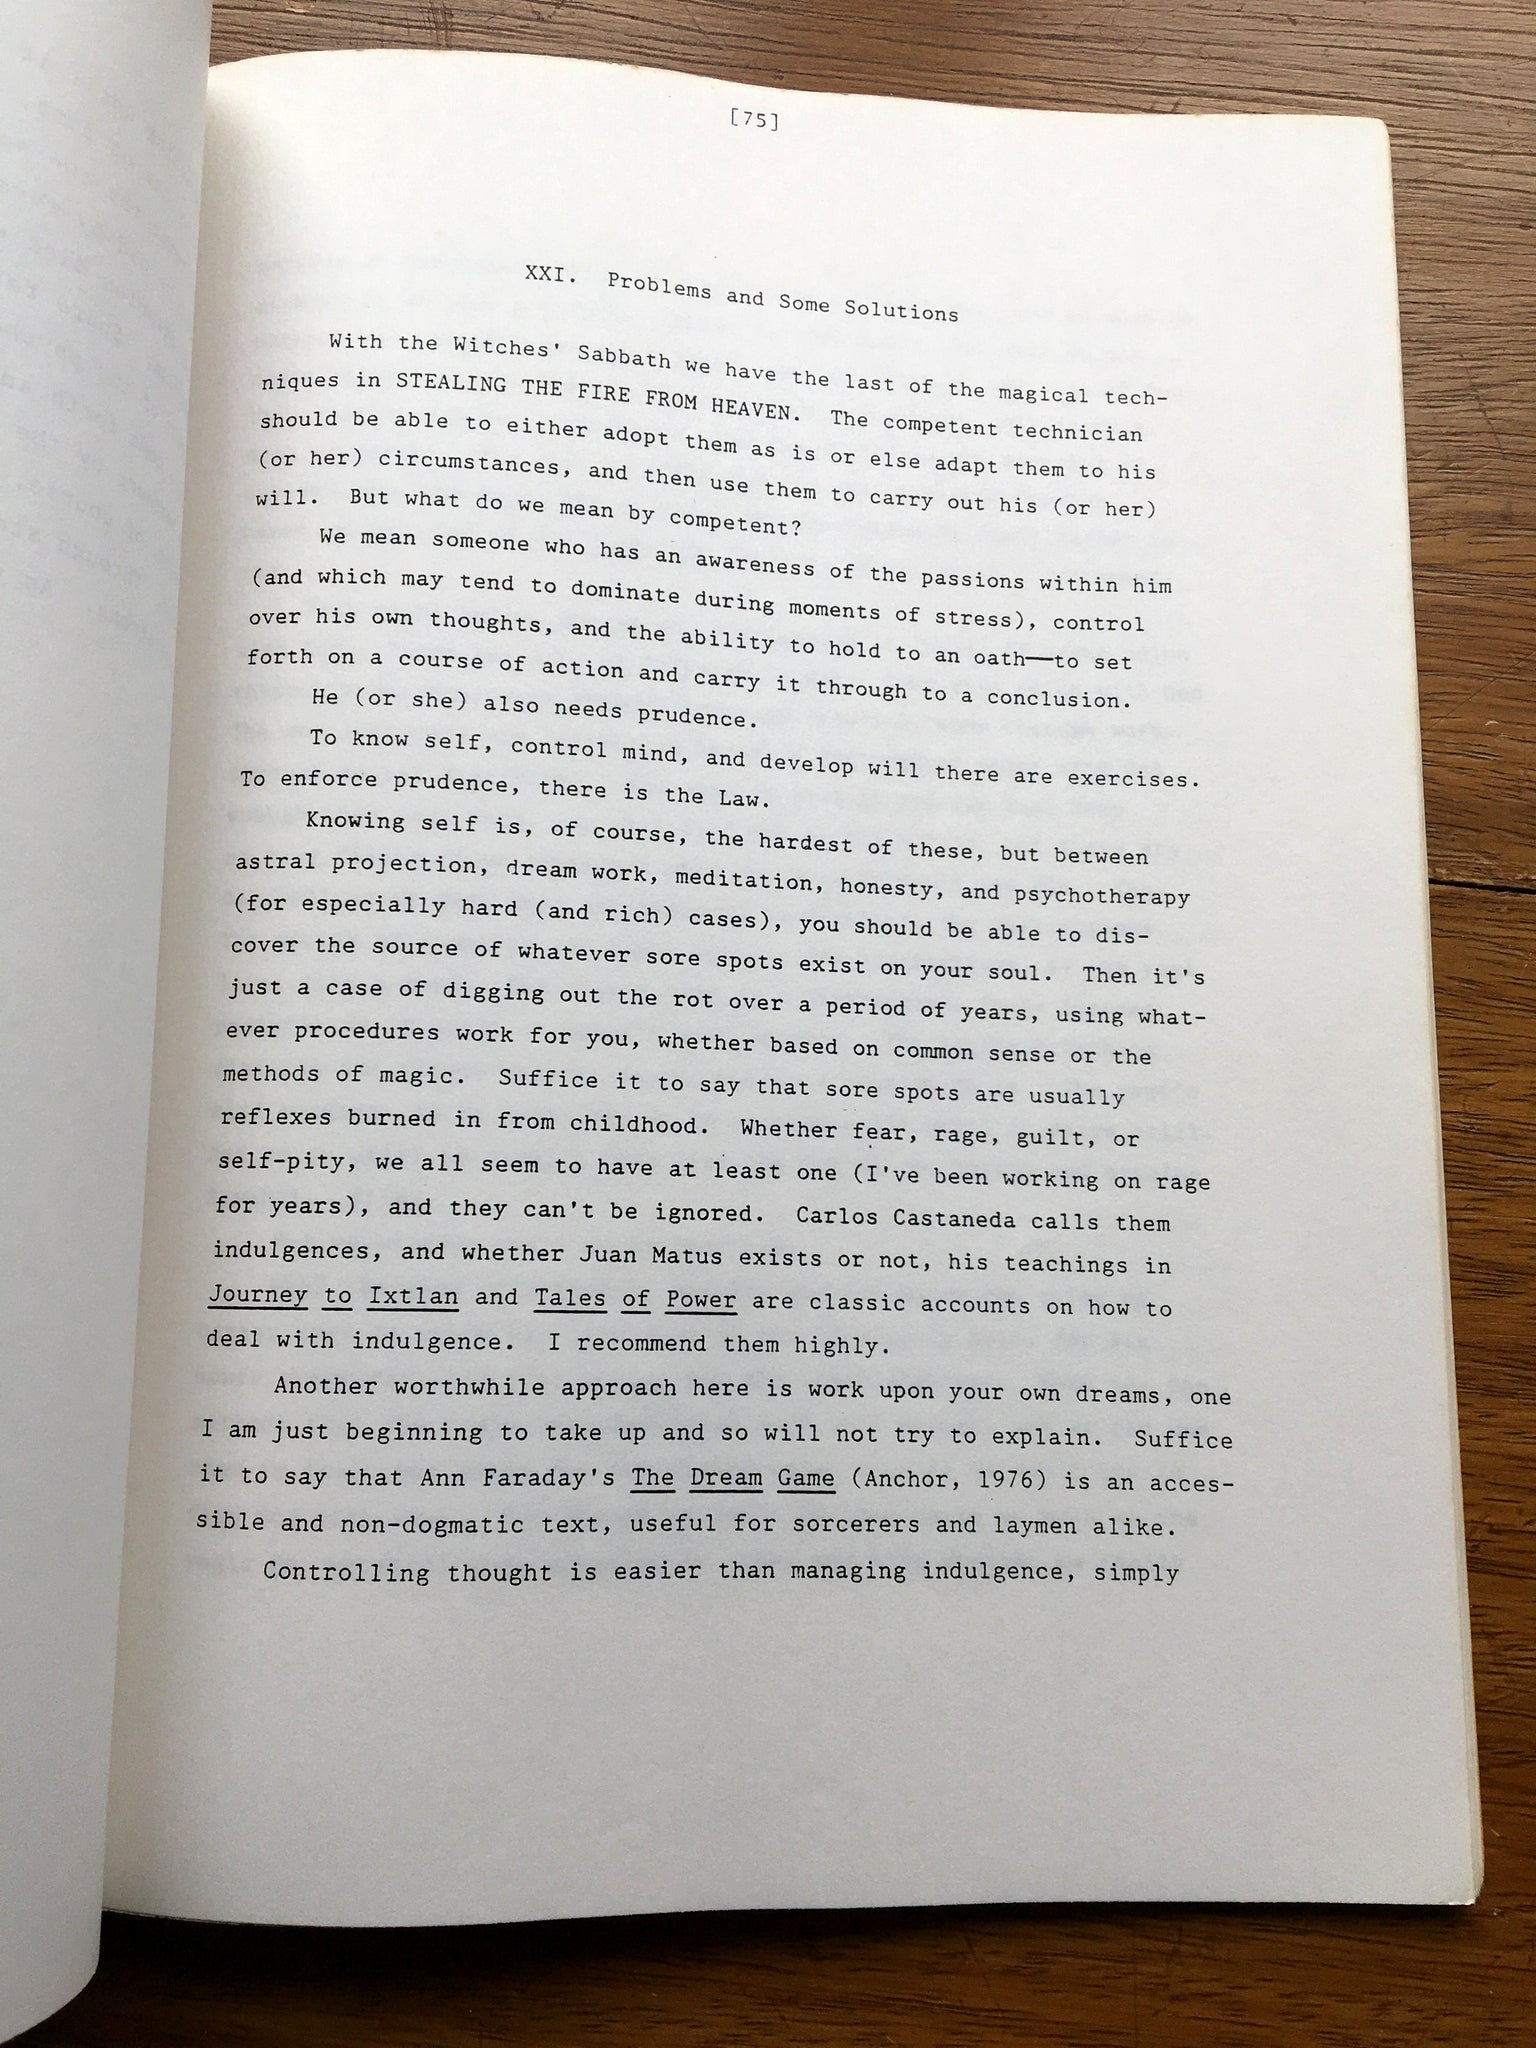 [75]
XXI. Problems and Some Solutions
With the Witches' Sabbath we have the last of the magical tech-
niques in STEALING THE FIRE FROM HEAVEN. The competent technician
should be able to either adopt them as is or else adapt them to his
(or her) circumstances, and then use them to carry out his (or her)
will. But what do we mean by competent?
We mean someone who has an awareness of the passions within him
(and which may tend to dominate during moments of stress), control
over his own thoughts, and the ability to hold to an oath—to set
forth on a course of action and carry it through to a conclusion.
He (or she) also needs prudence.
To know self, control mind, and develop will there are exercises.
To enforce prudence, there is the Law.
Knowing self is, of course, the hardest of these, but between
astral projection, dream work, meditation, honesty, and psychotherapy
(for especially hard (and rich) cases), you should be able to dis-
cover the source of whatever sore spots exist on your soul. Then it's
just a case of digging out the rot over a period of years, using what-
ever procedures work for you, whether based on common sense or the
methods of magic. Suffice it to say that sore spots are usually
reflexes burned in from childhood. Whether fear, rage, guilt, or
self-pity, we all seem to have at least one (I've been working on rage
for years), and they can't be ignored. Carlos Castaneda calls them
indulgences, and whether Juan Matus exists or not, his teachings in
Journey to Ixtlan and Tales of Power are classic accounts on how to
deal with indulgence. I recommend them highly.
Another worthwhile approach here is work upon your own dreams, one
I am just beginning to take up and so will not try to explain. Suffice
it to say that Ann Faraday's The Dream Game (Anchor, 1976) is an acces-
sible and non-dogmatic text, useful for sorcerers and laymen alike.
Controlling thought is easier than managing indulgence, simply